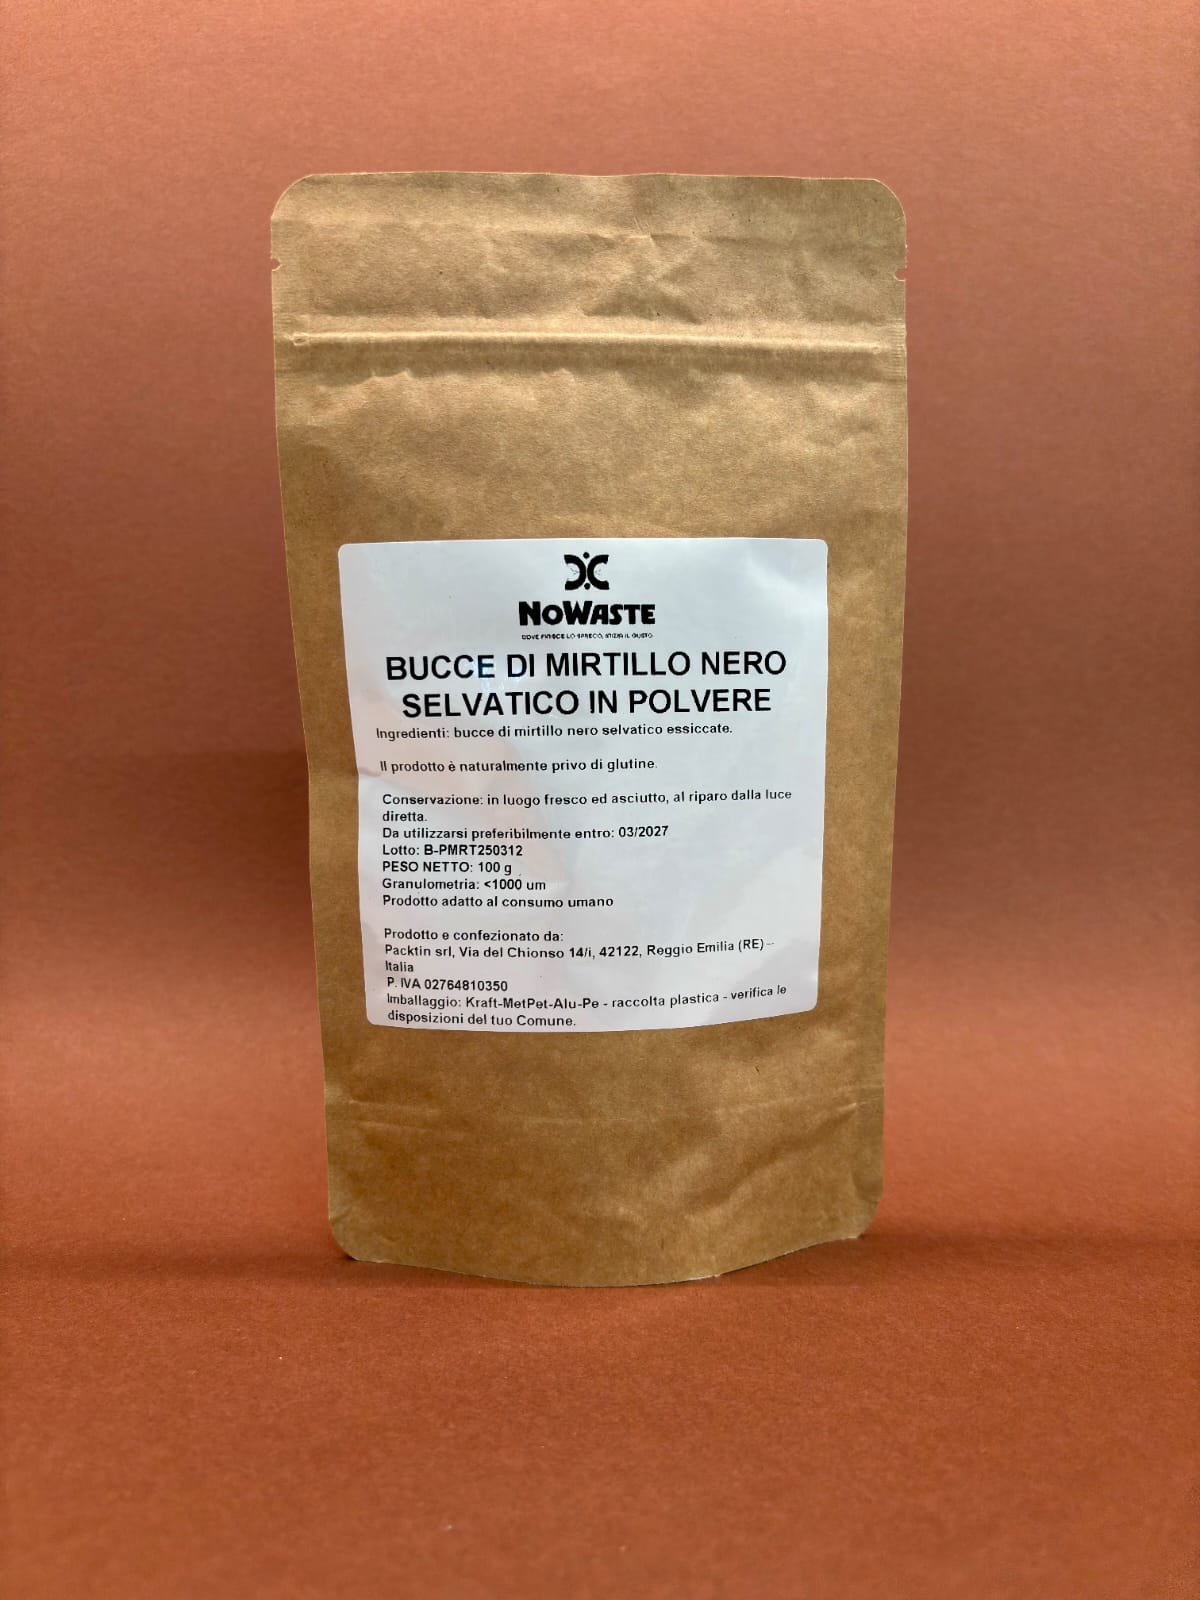 NOWASTE
DOVE FINISCE LO SPRECO, INIZIA IL GUSTO
BUCCE DI MIRTILLO NERO
SELVATICO IN POLVERE
Ingredienti: bucce di mirtillo nero selvatico essiccate.
Il prodotto è naturalmente privo di glutine.
Conservazione: in luogo fresco ed asciutto, al riparo dalla luce
diretta.
Da utilizzarsi preferibilmente entro: 03/2027
Lotto: B-PMRT250312
PESO NETTO: 100 g
Granulometria: <1000 um
Prodotto adatto al consumo umano
Prodotto e confezionato da:
Packtin srl, Via del Chionso 14/i, 42122, Reggio Emilia (RE) –
Italia
P. IVA 02764810350
Imballaggio: Kraft-MetPet-Alu-Pe - raccolta plastica - verifica le
disposizioni del tuo Comune.